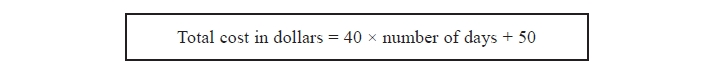 Total cost in dollars = 40 × number of days + 50